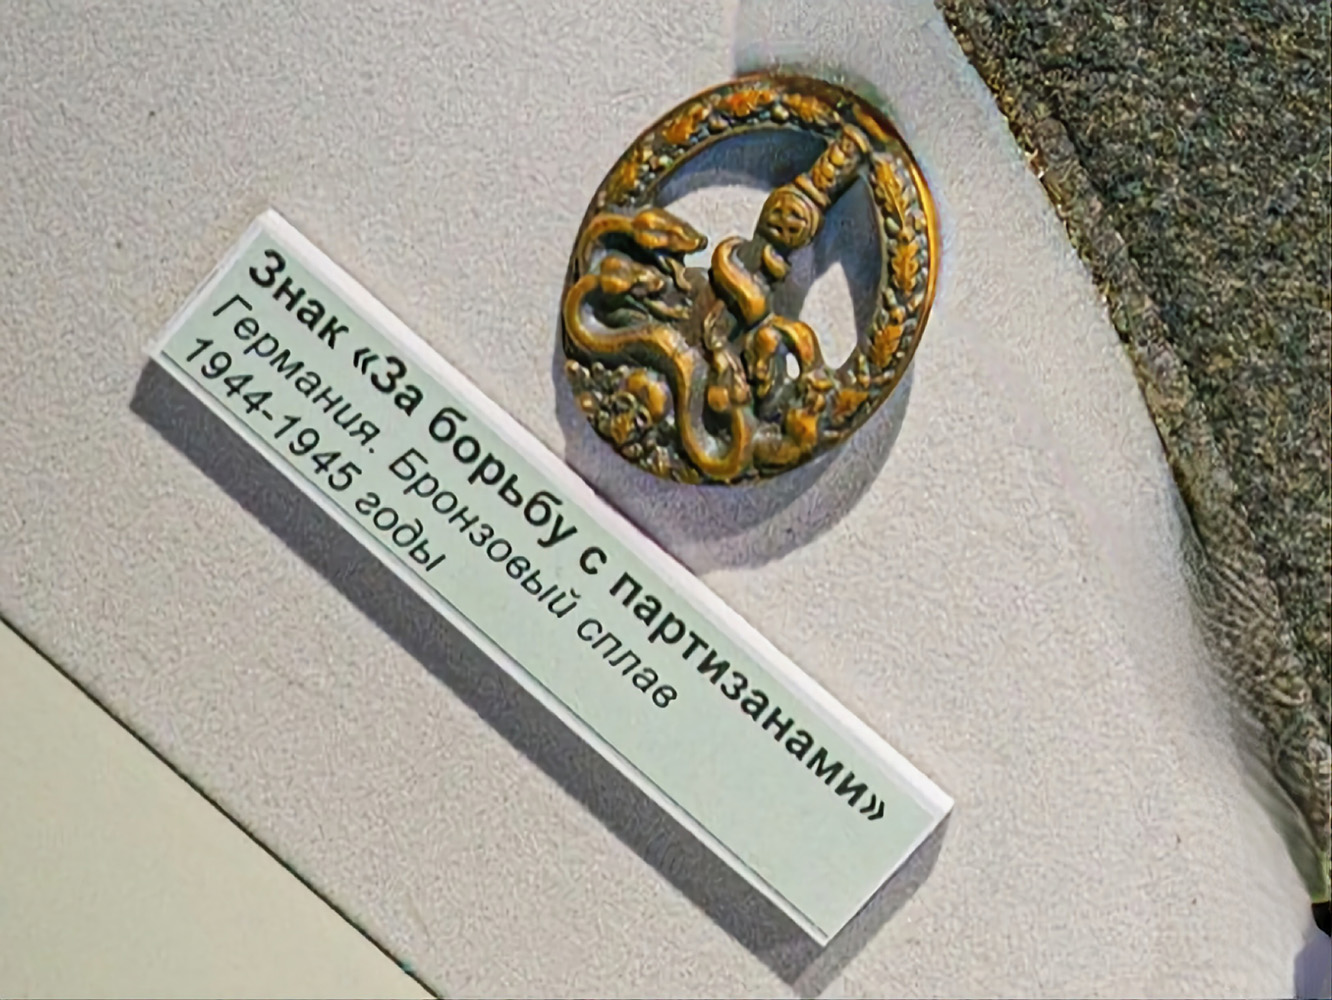 Знак «За борьбу с партизанами»
Германия. Бронзовый сплав
1944-1945 годы